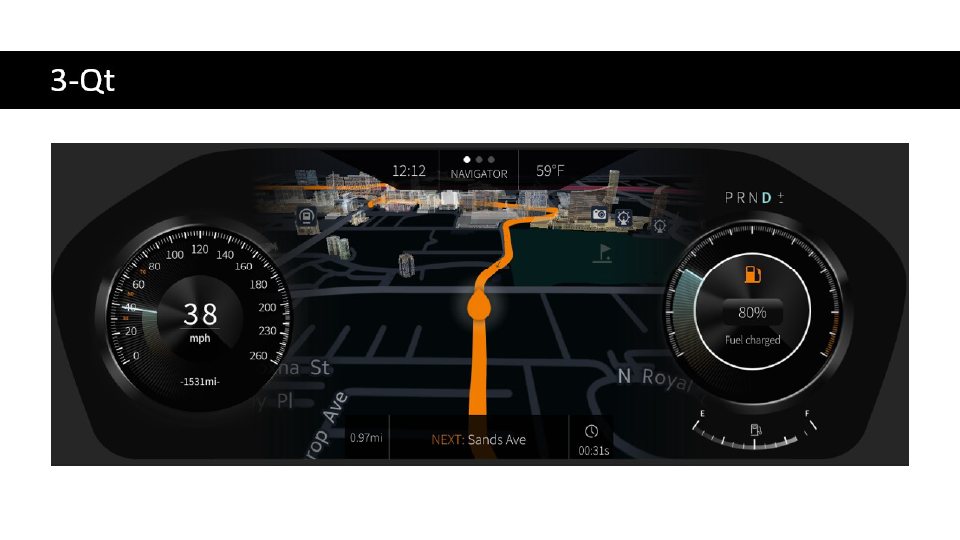 3-Qt
12:12
NAVIGATOR
59°F
PRND ±
0
20
40
60
80
100
120
140
160
180
200
230
260
38
mph
-1531mi-
80%
Fuel charged
E
F
St
Pl
N Royal
Ave
0.97mi
NEXT: Sands Ave
00:31s